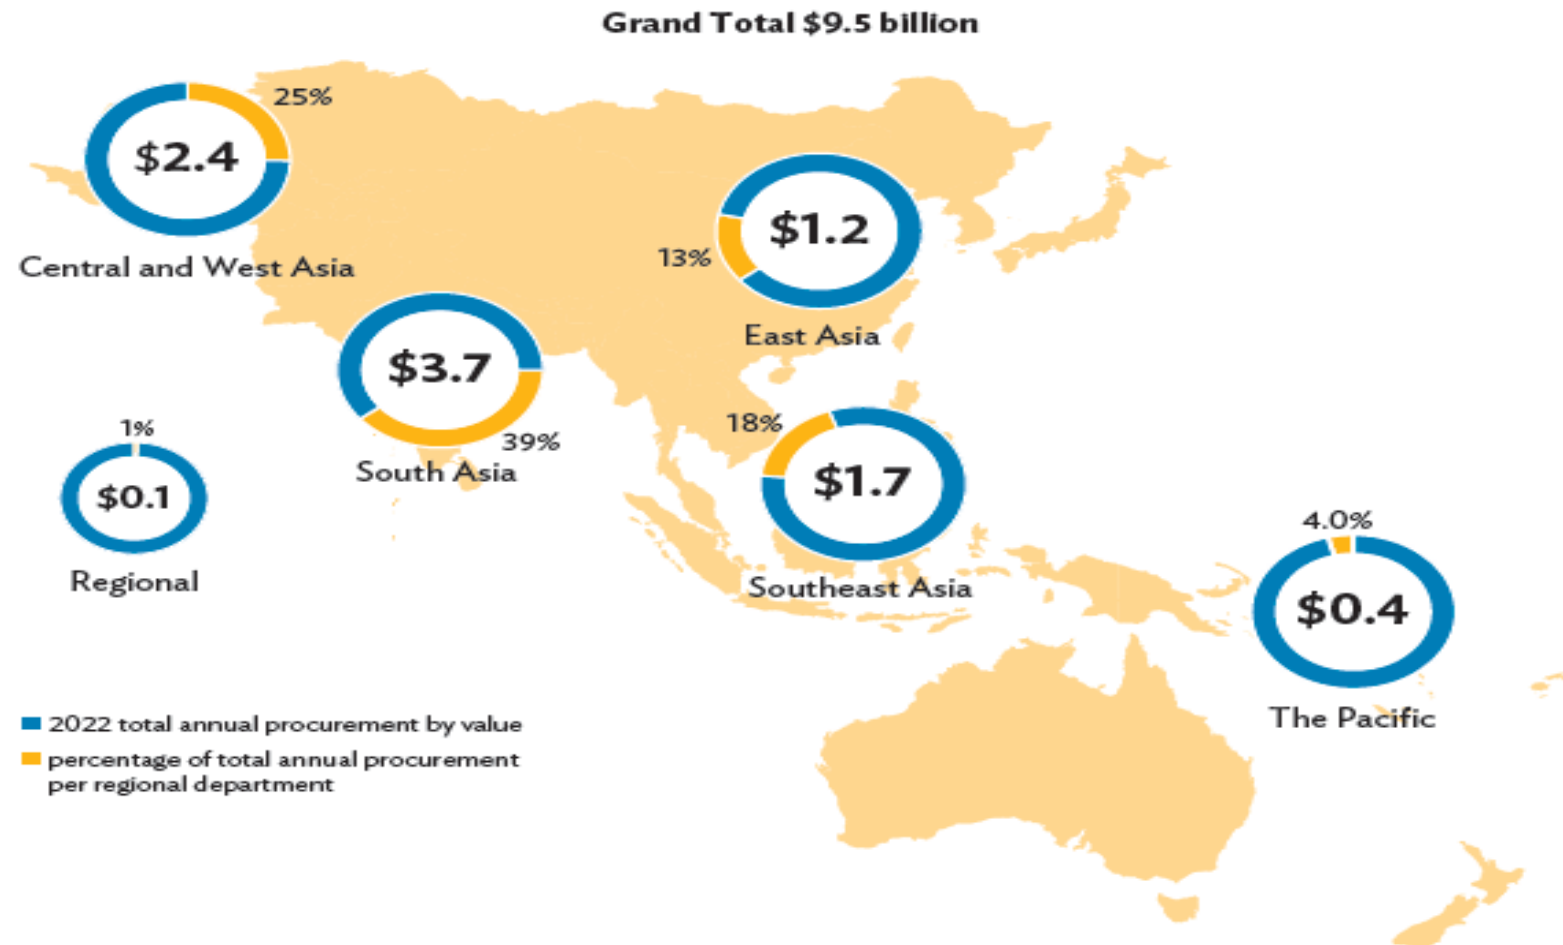 Grand Total $9.5 billion
25%
$2.4
Central and West Asia
$1.2
13%
East Asia
$3.7
39%
South Asia
1%
$0.1
Regional
18%
$1.7
Southeast Asia
4.0%
$0.4
The Pacific
2022 total annual procurement by value
percentage of total annual procurement
per regional department